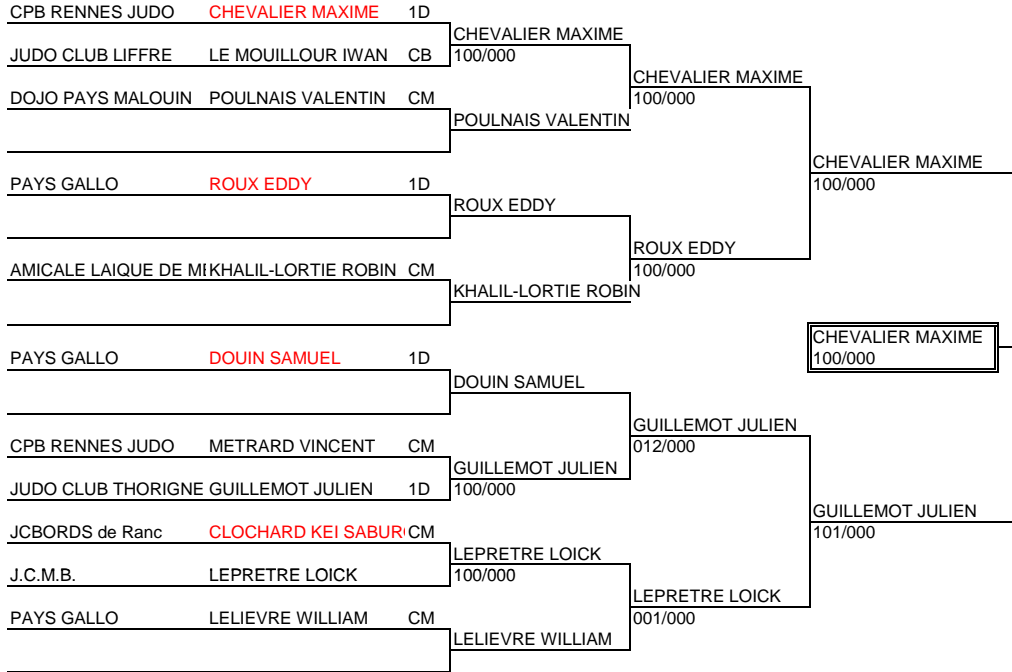 CPB RENNES JUDO CHEVALIER MAXIME 1D
CHEVALIER MAXIME
JUDO CLUB LIFFRE LE MOUILLOUR IWAN CB 100/000
CHEVALIER MAXIME
DOJO PAYS MALOUIN POULNAIS VALENTIN CM 100/000
POULNAIS VALENTIN
CHEVALIER MAXIME
PAYS GALLO ROUX EDDY 1D 100/000
ROUX EDDY
ROUX EDDY
AMICALE LAIQUE DE ME KHALIL-LORTIE ROBIN CM 100/000
KHALIL-LORTIE ROBIN
CHEVALIER MAXIME
PAYS GALLO DOUIN SAMUEL 1D 100/000
DOUIN SAMUEL
GUILLEMOT JULIEN
CPB RENNES JUDO METRARD VINCENT CM 012/000
GUILLEMOT JULIEN
JUDO CLUB THORIGNE GUILLEMOT JULIEN 1D 100/000
GUILLEMOT JULIEN
JCBORDS de Ranc CLOCHARD KEI SABUR CM 101/000
LEPRETRE LOICK
J.C.M.B. LEPRETRE LOICK 100/000
LEPRETRE LOICK
PAYS GALLO LELIEVRE WILLIAM CM 001/000
LELIEVRE WILLIAM